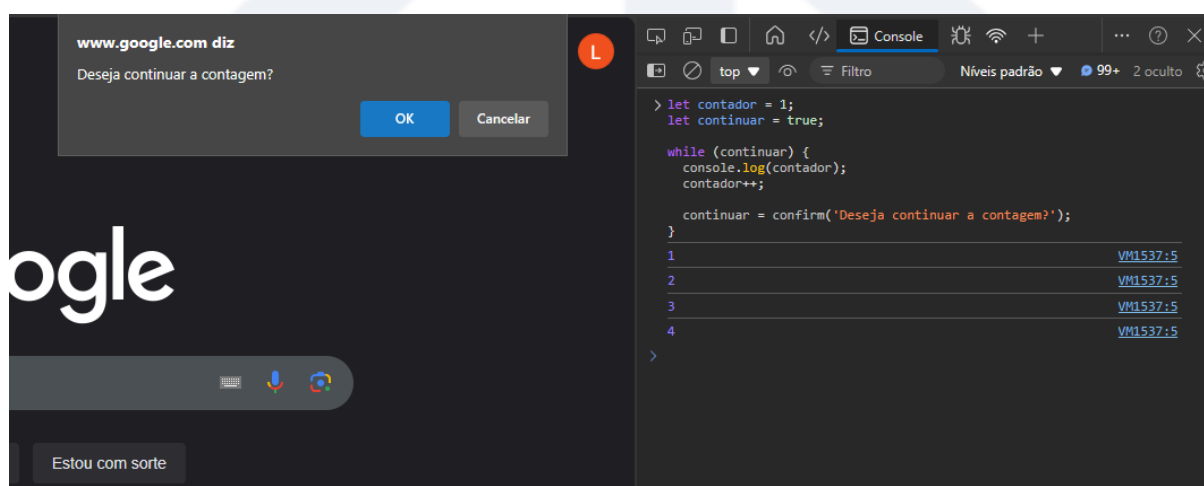 www.google.com diz
Deseja continuar a contagem?
OK
Cancelar
L
ogle
Estou com sorte
</> Console
top ▼
Filtro
Níveis padrão ▼
99+
2 oculto
> let contador = 1;
let continuar = true;
while (continuar) {
console.log(contador);
contador++;
continuar = confirm('Deseja continuar a contagem?');
}
1 VM1537:5
2 VM1537:5
3 VM1537:5
4 VM1537:5
>